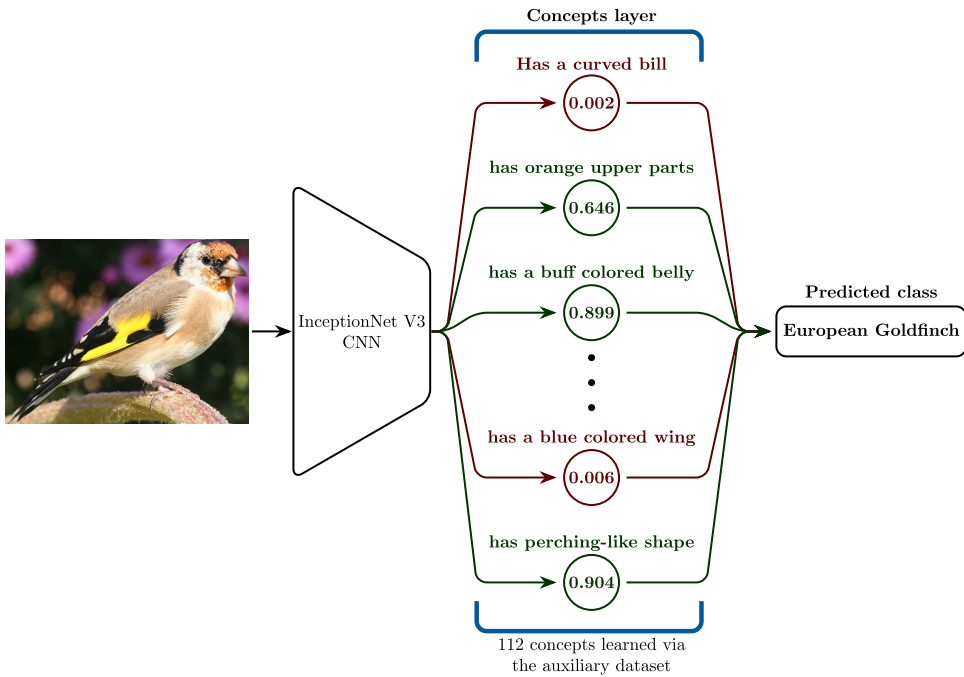 Concepts layer
Has a curved bill
0.002
has orange upper parts
0.646
has a buff colored belly
0.899
InceptionNet V3
CNN
Predicted class
European Goldfinch
has a blue colored wing
0.006
has perching-like shape
0.904
112 concepts learned via
the auxiliary dataset